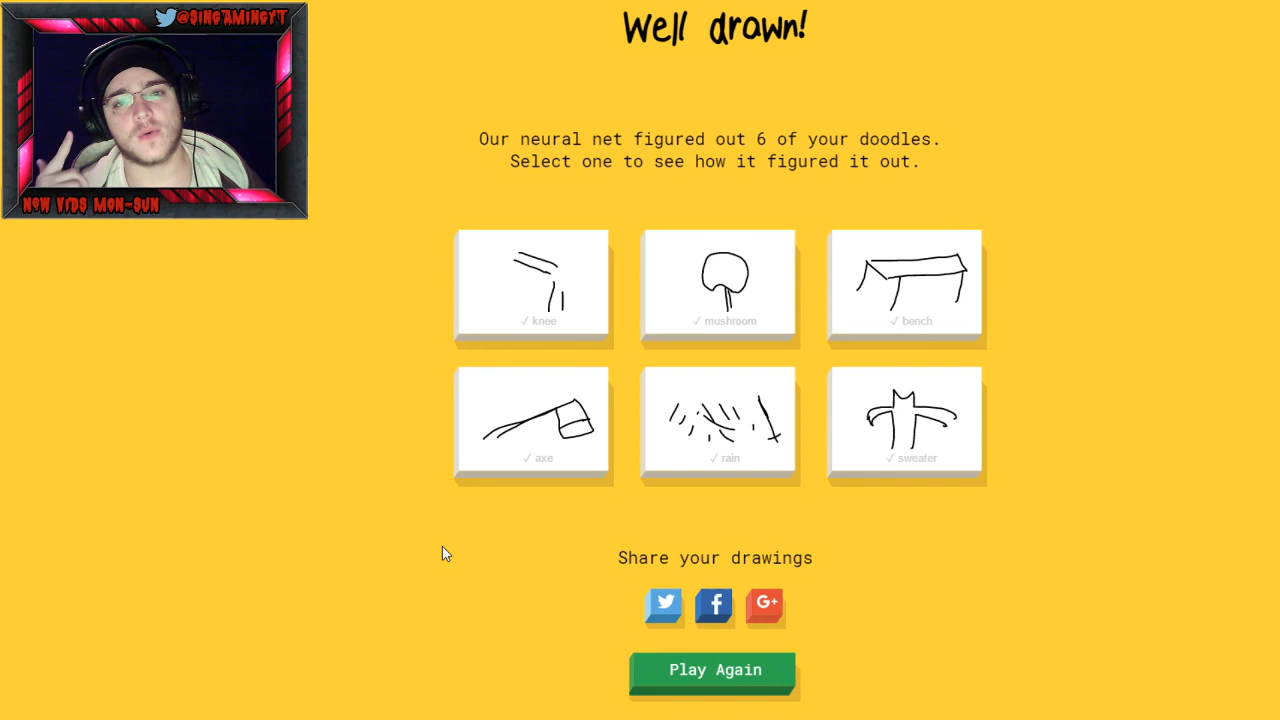 @SINGAMINGYT
NEW VIDS MON-SUN
Well drawn!
Our neural net figured out 6 of your doodles.
Select one to see how it figured it out.
✓ knee
✓ mushroom
✓ bench
✓ axe
✓ rain
✓ sweater
Share your drawings
f
G+
Play Again